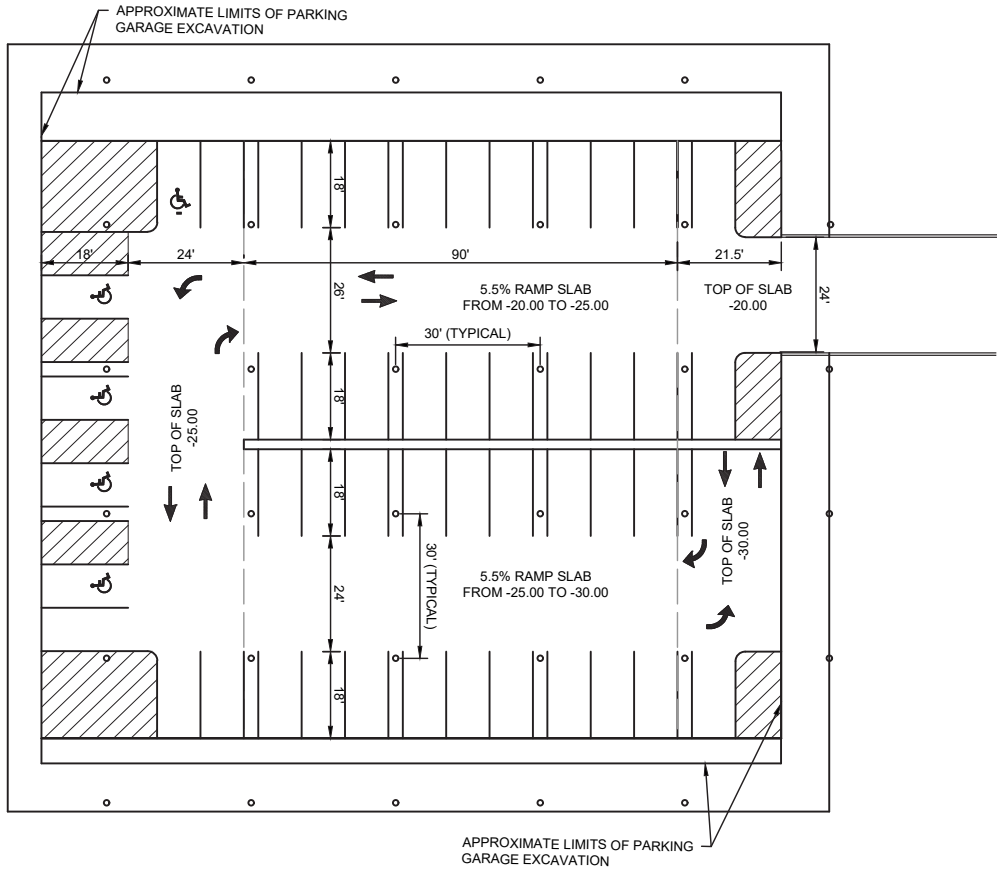 APPROXIMATE LIMITS OF PARKING
GARAGE EXCAVATION
18'
18'
24'
90'
21.5'
26'
5.5% RAMP SLAB
FROM -20.00 TO -25.00
TOP OF SLAB
-20.00
24'
30' (TYPICAL)
18'
TOP OF SLAB
-25.00
18'
30' (TYPICAL)
TOP OF SLAB
-30.00
5.5% RAMP SLAB
FROM -25.00 TO -30.00
24'
18'
APPROXIMATE LIMITS OF PARKING
GARAGE EXCAVATION